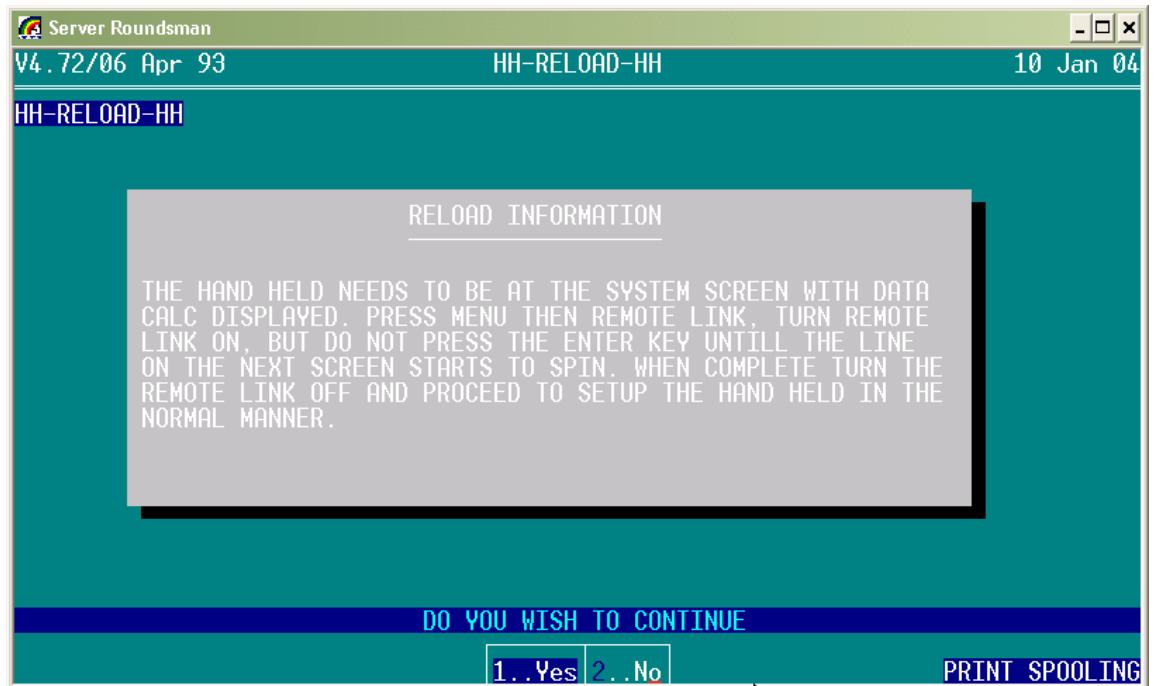 Server Roundsman
V4.72/06 Apr 93 HH-RELOAD-HH 10 Jan 04
HH-RELOAD-HH
RELOAD INFORMATION
THE HAND HELD NEEDS TO BE AT THE SYSTEM SCREEN WITH DATA
CALC DISPLAYED. PRESS MENU THEN REMOTE LINK, TURN REMOTE
LINK ON, BUT DO NOT PRESS THE ENTER KEY UNTILL THE LINE
ON THE NEXT SCREEN STARTS TO SPIN. WHEN COMPLETE TURN THE
REMOTE LINK OFF AND PROCEED TO SETUP THE HAND HELD IN THE
NORMAL MANNER.
DO YOU WISH TO CONTINUE
1..Yes 2..No PRINT SPOOLING